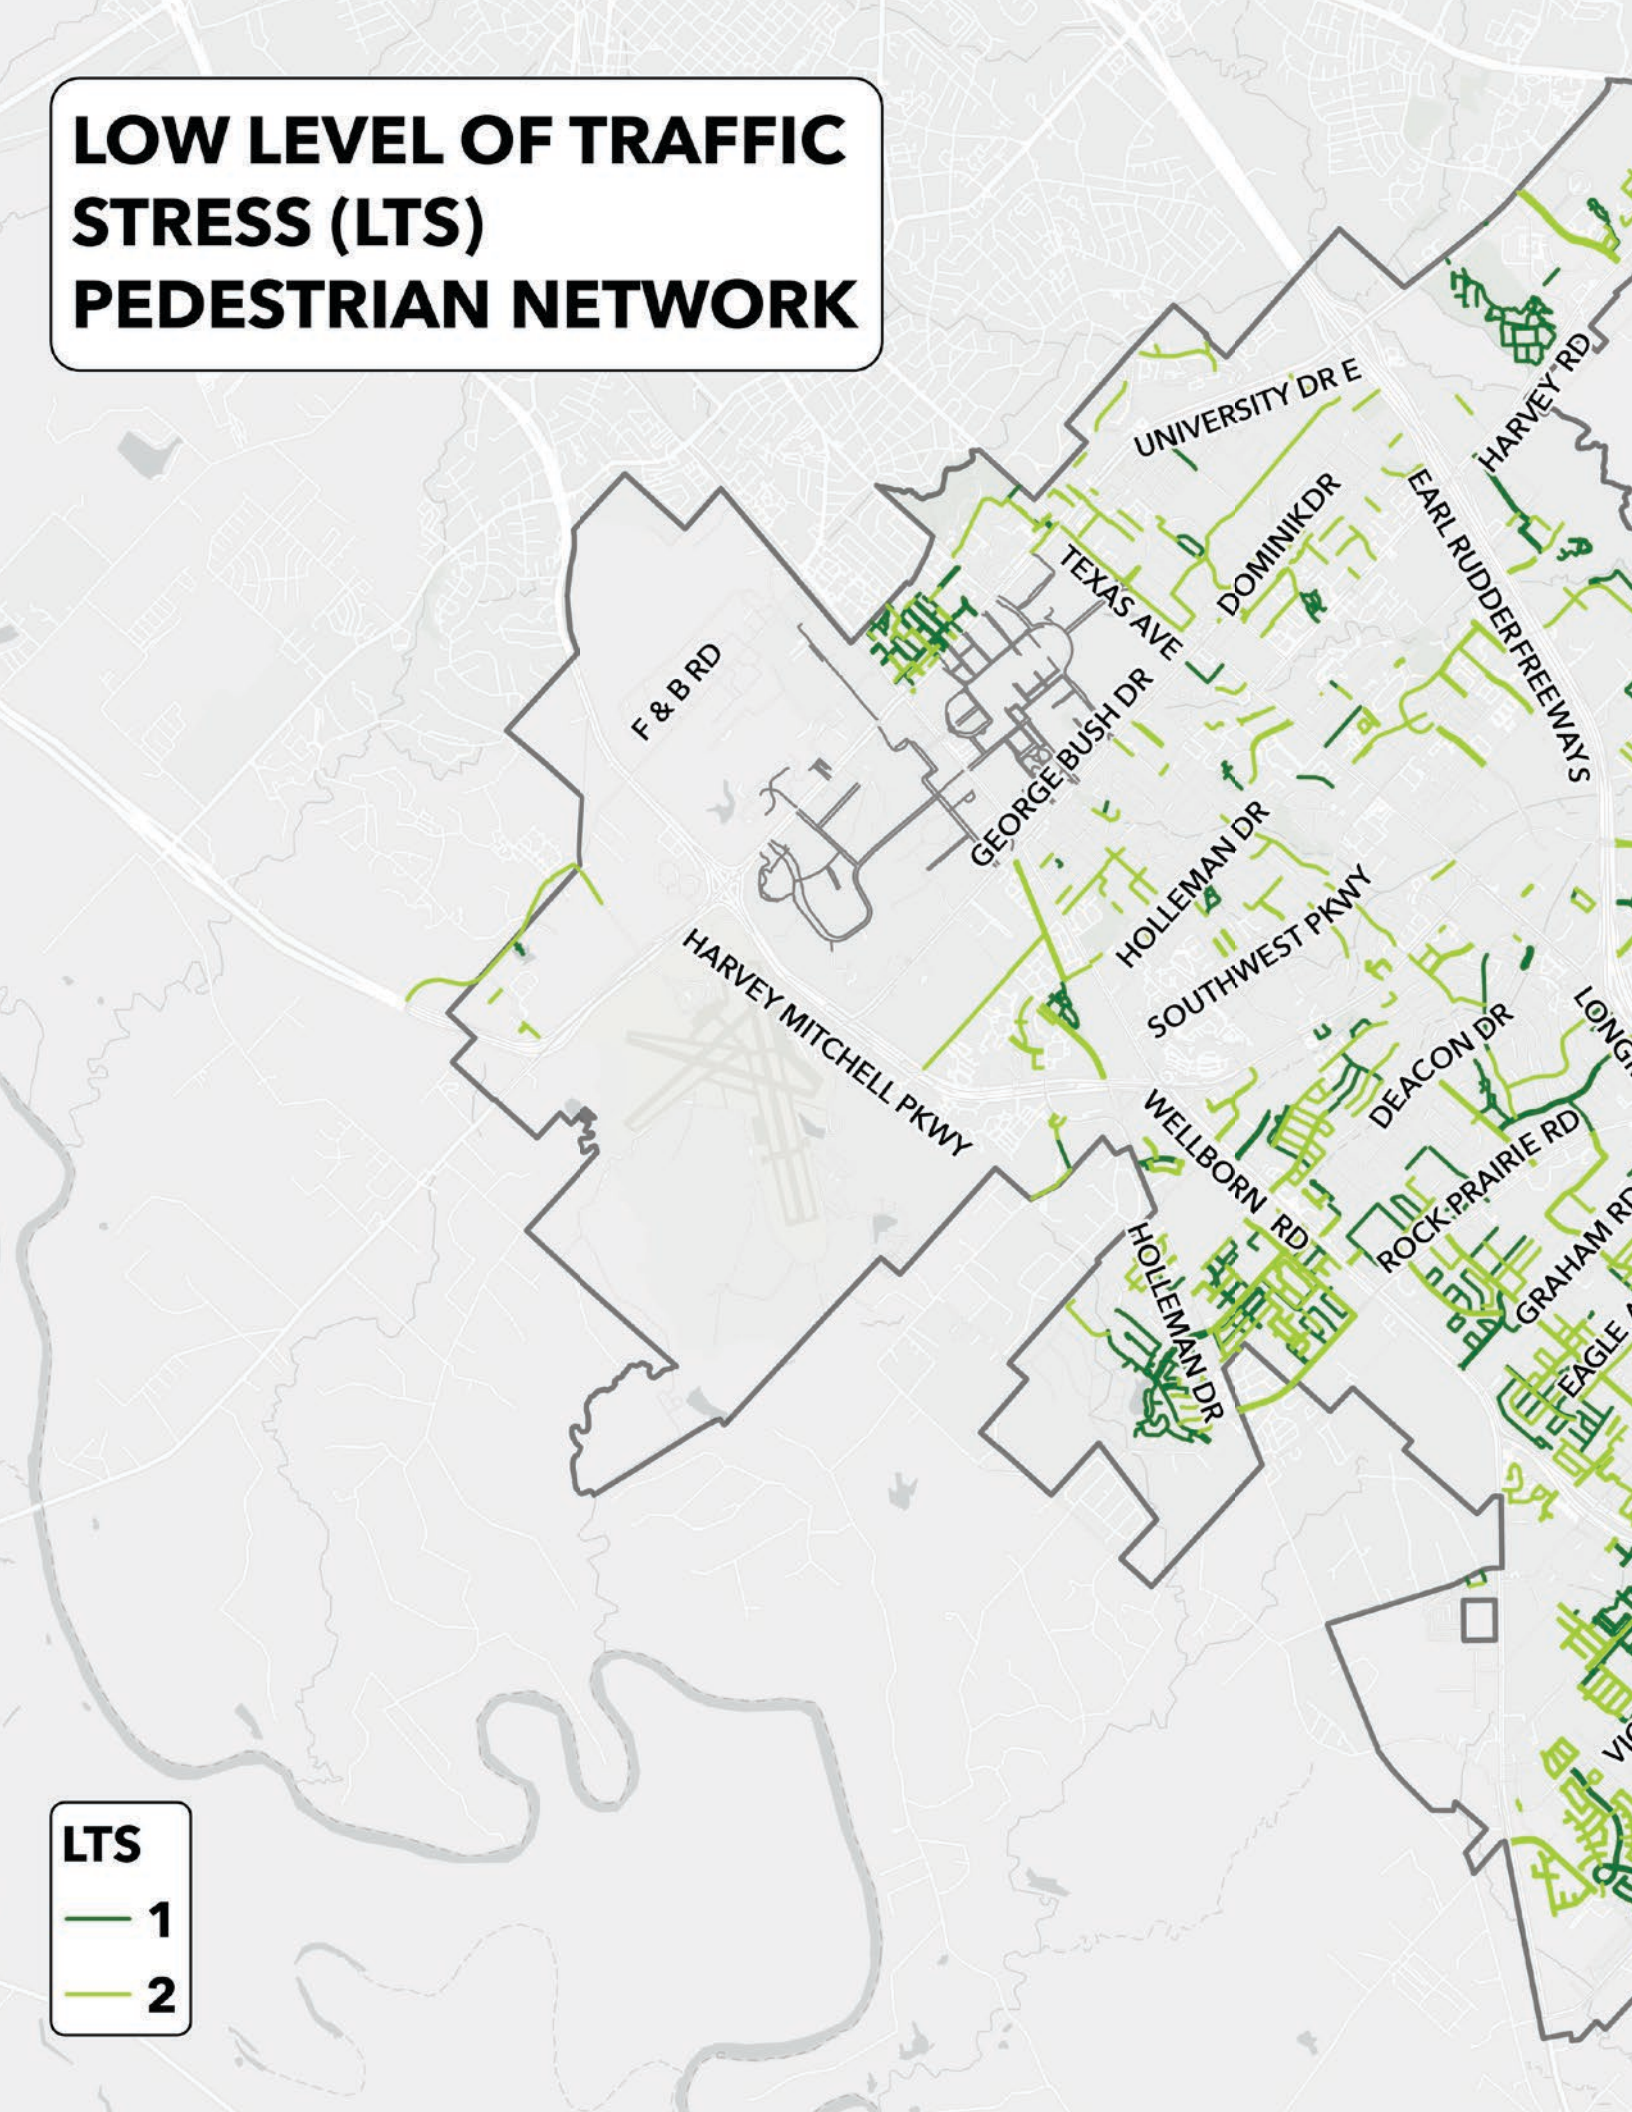 LOW LEVEL OF TRAFFIC
STRESS (LTS)
PEDESTRIAN NETWORK
HARVEY RD
UNIVERSITY DR E
EARL RUDDER FREEWAY S
DOMINIK DR
TEXAS AVE
F & B RD
GEORGE BUSH DR
HOLLEMAN DR
SOUTHWEST PKWY
HARVEY MITCHELL PKWY
DEACON DR
WELLBORN RD
ROCK PRAIRIE RD
GRAHAM RD
HOLLEMAN DR
EAGLE
LTS
1
2